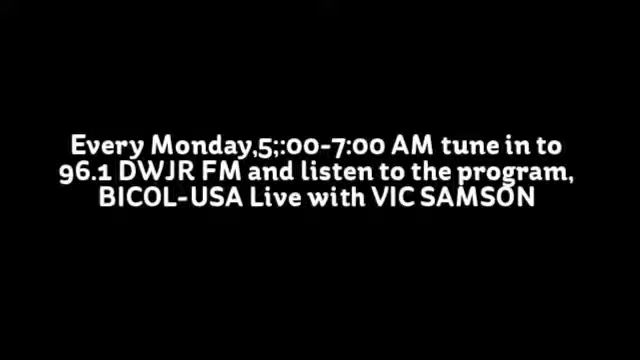 Every Monday,5;:00-7:00 AM tune in to
96.1 DWJR FM and listen to the program,
BICOL-USA Live with VIC SAMSON